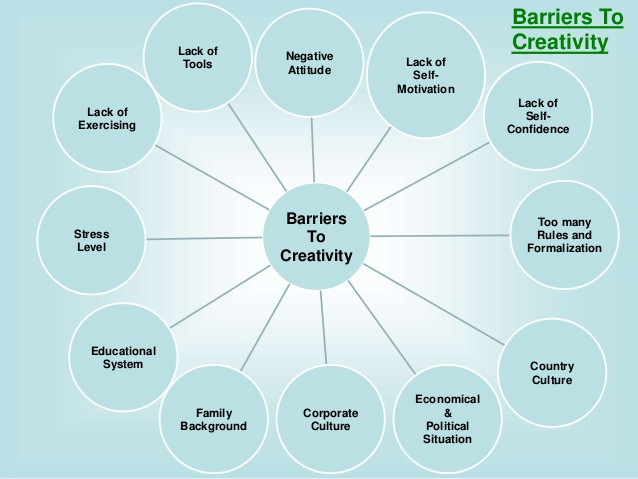 Barriers To
Creativity
Lack of
Tools
Negative
Attitude
Lack of
Self-
Motivation
Lack of
Self-
Confidence
Too many
Rules and
Formalization
Country
Culture
Economical
&
Political
Situation
Corporate
Culture
Family
Background
Educational
System
Stress
Level
Lack of
Exercising
Barriers
To
Creativity